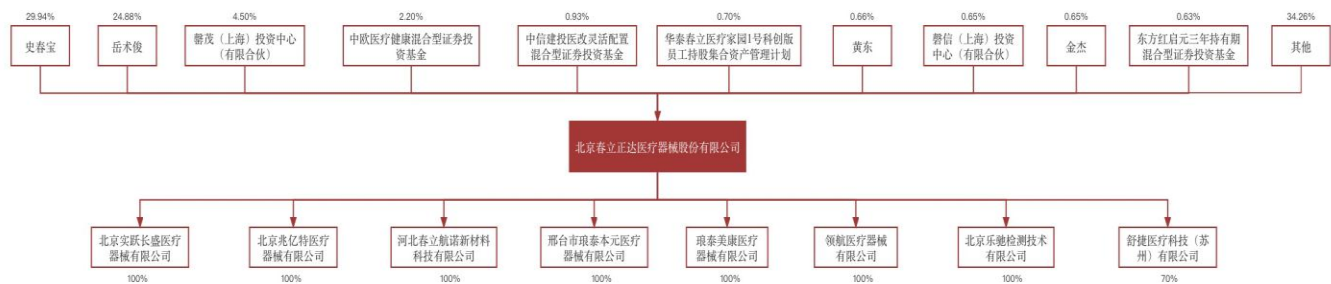 29.94%
24.88%
4.50%
2.20%
0.93%
0.70%
0.66%
0.65%
0.65%
0.63%
34.26%
史春宝
岳术俊
磐茂（上海）投资中心
（有限合伙）
中欧医疗健康混合型证券投
资基金
中信建投医改灵活配置
混合型证券投资基金
华泰春立医疗家园1号科创版
员工持股集合资产管理计划
黄东
磐信（上海）投资
中心（有限合伙）
金杰
东方红启元三年持有期
混合型证券投资基金
其他
北京春立正达医疗器械股份有限公司
北京实跃长盛医疗
器械有限公司
北京兆亿特医疗
器械有限公司
河北春立航诺新材料
科技有限公司
邢台市琅泰本元医疗
器械有限公司
琅泰美康医疗
器械有限公司
领航医疗器械
有限公司
北京乐驰检测技术
有限公司
舒捷医疗科技（苏
州）有限公司
100%
100%
100%
100%
100%
100%
100%
70%